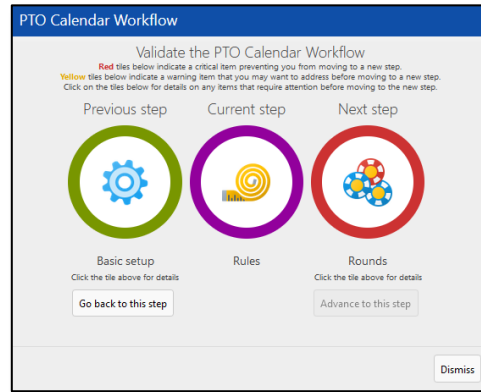 PTO Calendar Workflow
Validate the PTO Calendar Workflow
Red tiles below indicate a critical item preventing you from moving to a new step.
Yellow tiles below indicate a warning item that you may want to address before moving to a new step.
Click on the tiles below for details on any items that require attention before moving to the new step.
Previous step Current step Next step
Basic setup Rules Rounds
Click the tile above for details Click the tile above for details
Go back to this step Advance to this step
Dismiss